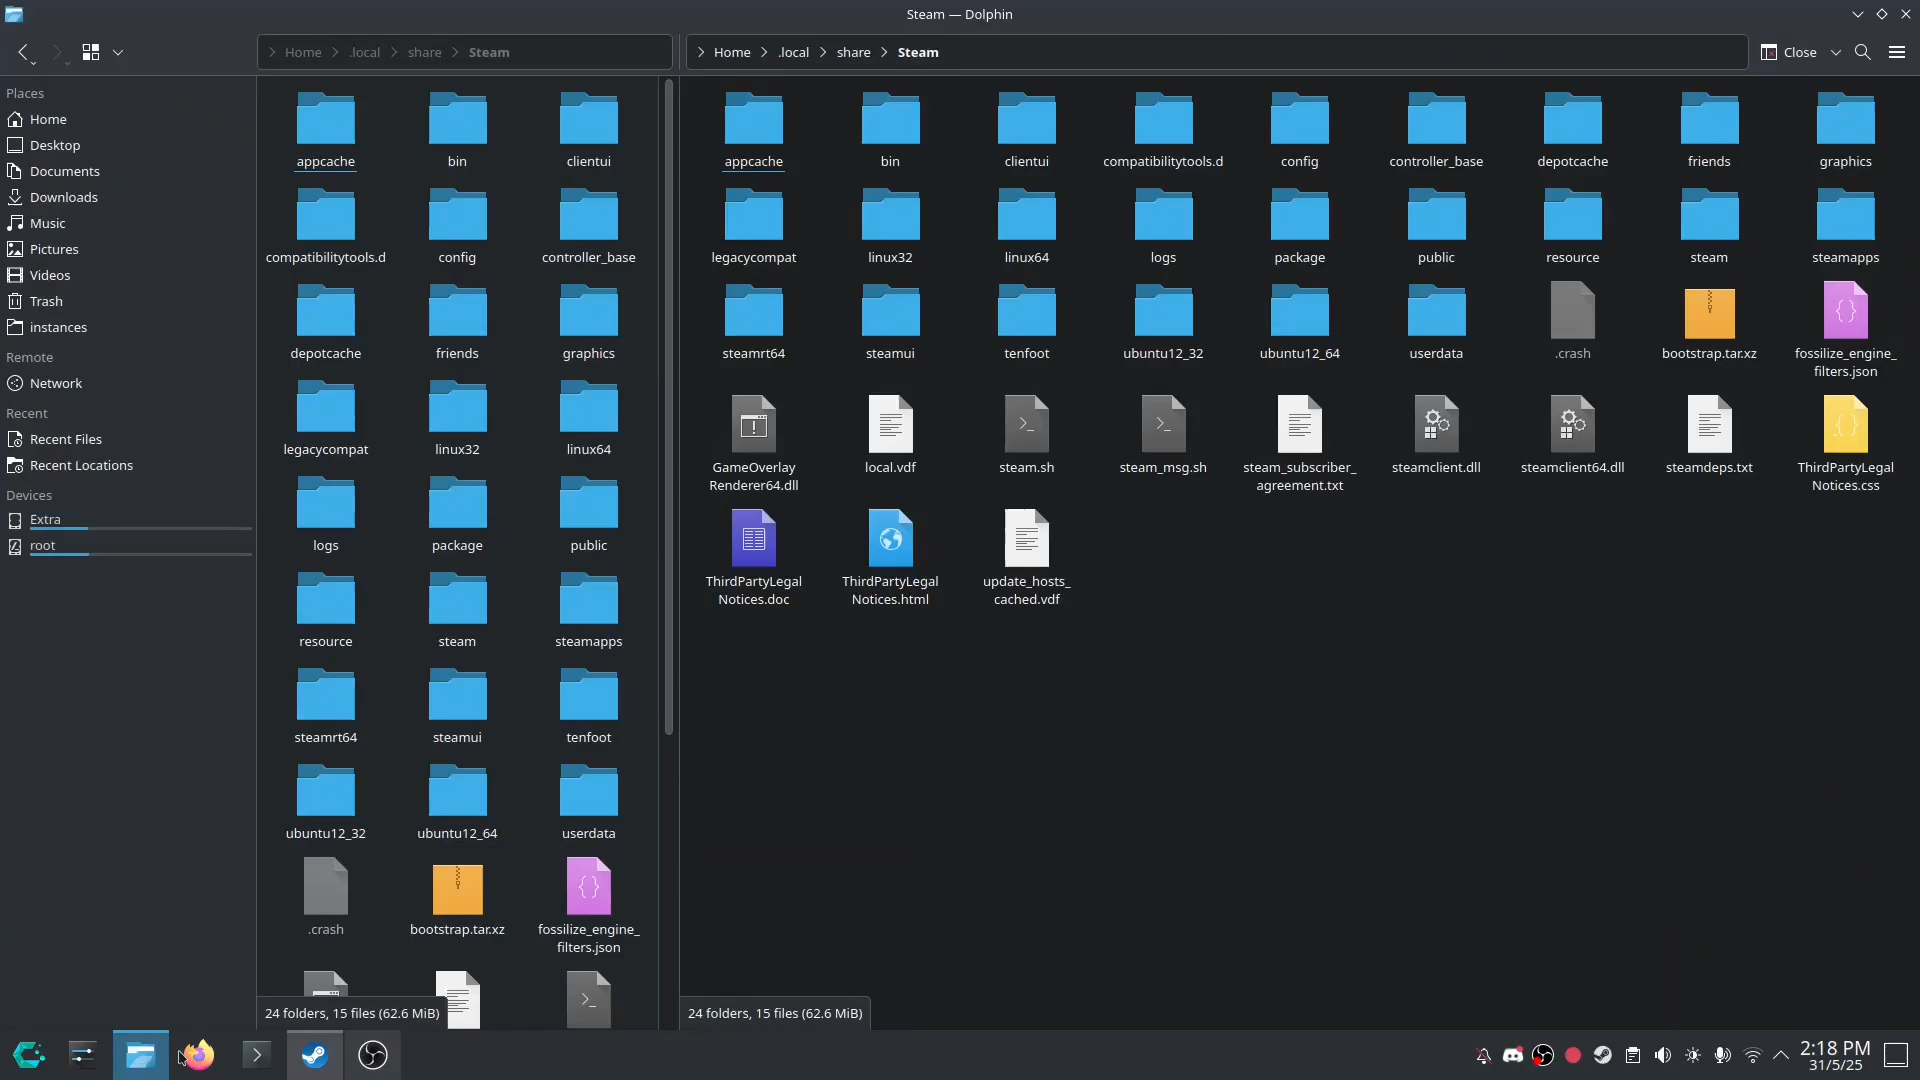 Steam — Dolphin
Home > .local > share > Steam
Home > .local > share > Steam
Close
Places
Home
Desktop
Documents
Downloads
Music
Pictures
Videos
Trash
instances
Remote
Network
Recent
Recent Files
Recent Locations
Devices
Extra
root
appcache
bin
clientui
compatibilitytools.d
config
controller_base
depotcache
friends
graphics
legacycompat
linux32
linux64
logs
package
public
resource
steam
steamapps
steamrt64
steamui
tenfoot
ubuntu12_32
ubuntu12_64
userdata
.crash
bootstrap.tar.xz
fossilize_engine_
filters.json
24 folders, 15 files (62.6 MiB)
appcache
bin
clientui
compatibilitytools.d
config
controller_base
depotcache
friends
graphics
legacycompat
linux32
linux64
logs
package
public
resource
steam
steamapps
steamrt64
steamui
tenfoot
ubuntu12_32
ubuntu12_64
userdata
.crash
bootstrap.tar.xz
fossilize_engine_
filters.json
GameOverlay
Renderer64.dll
local.vdf
steam.sh
steam_msg.sh
steam_subscriber_
agreement.txt
steamclient.dll
steamclient64.dll
steamdeps.txt
ThirdPartyLegal
Notices.css
ThirdPartyLegal
Notices.doc
ThirdPartyLegal
Notices.html
update_hosts_
cached.vdf
24 folders, 15 files (62.6 MiB)
2:18 PM
31/5/25